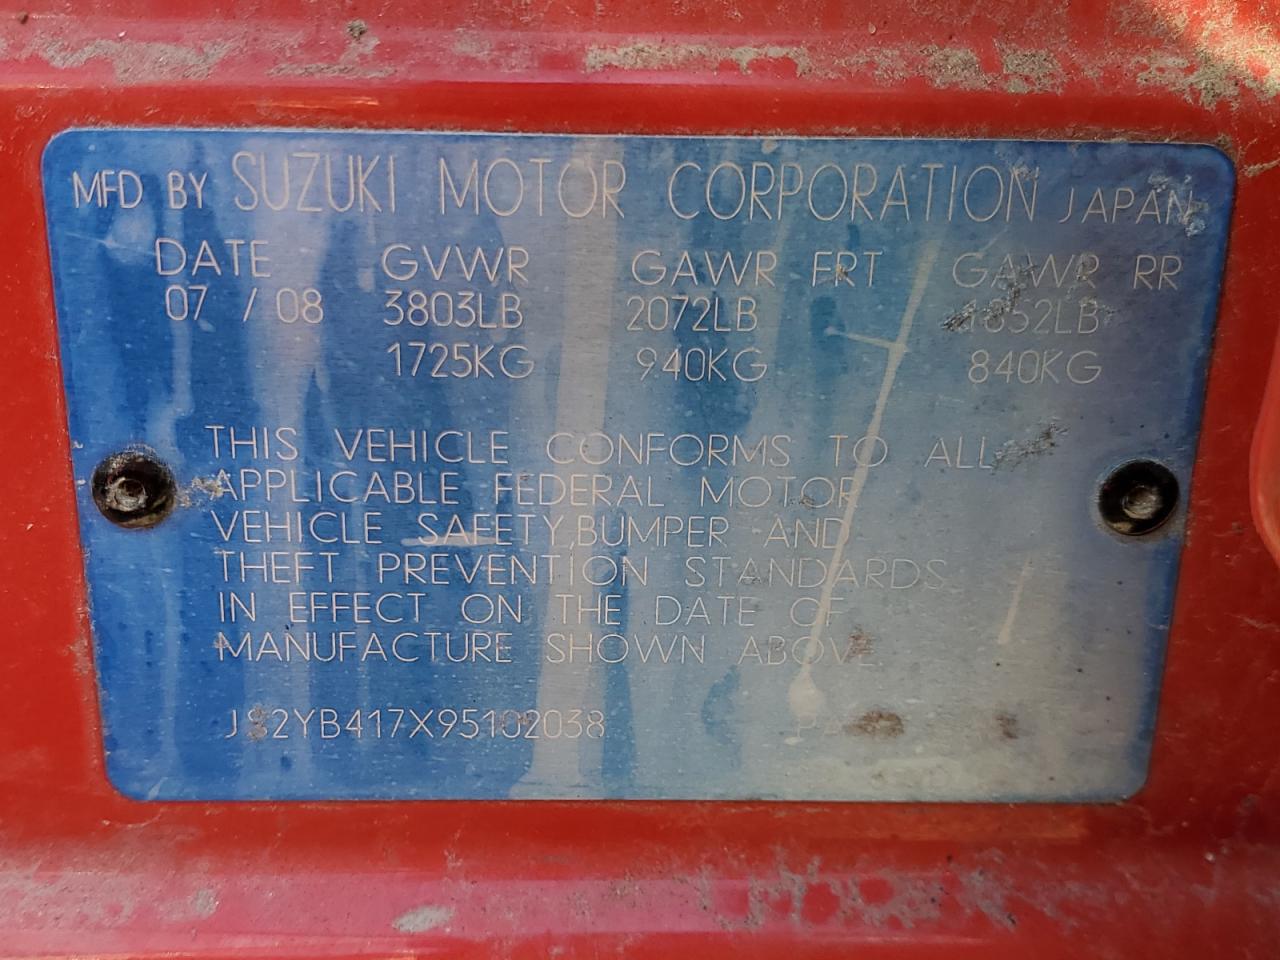 MFD BY SUZUKI MOTOR CORPORATION JAPAN
DATE GVWR GAWR FRT GAWR RR
07 / 08 3803LB 2072LB 1852LB
1725KG 940KG 840KG
THIS VEHICLE CONFORMS TO ALL
APPLICABLE FEDERAL MOTOR
VEHICLE SAFETY,BUMPER AND
THEFT PREVENTION STANDARDS
IN EFFECT ON THE DATE OF
MANUFACTURE SHOWN ABOVE
JS2YB417X95102038